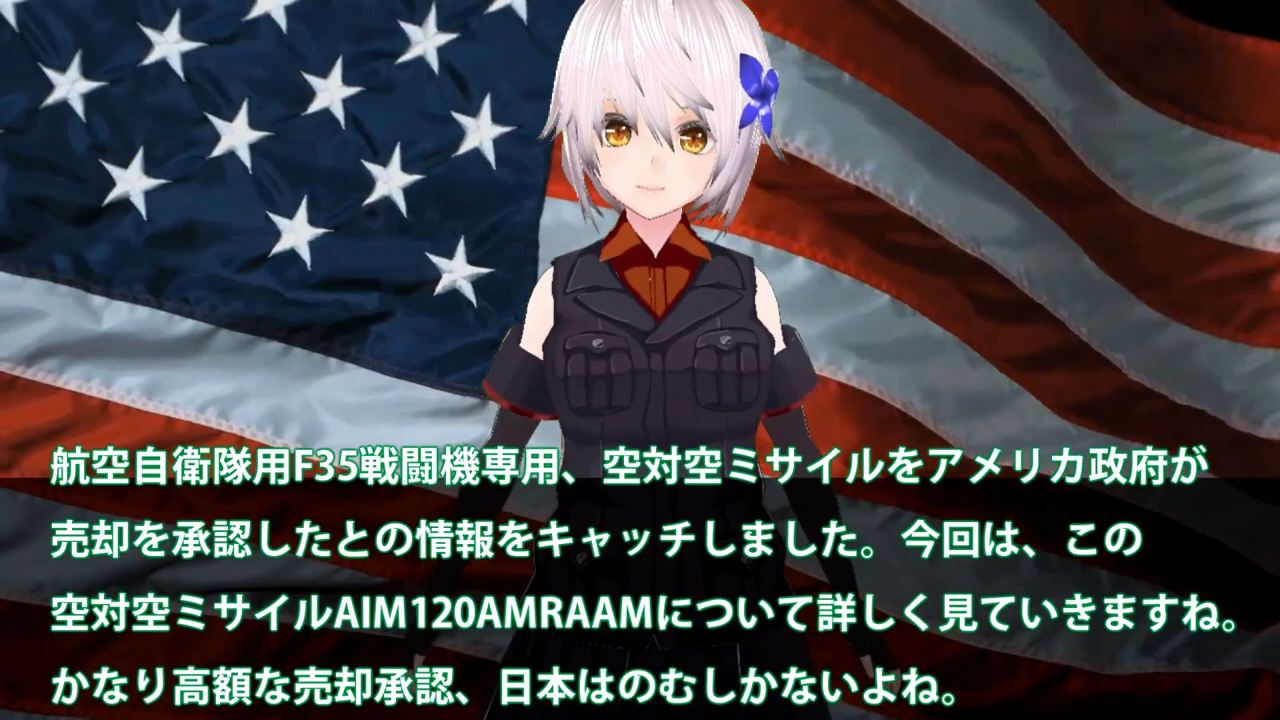 航空自衛隊用F35戦闘機専用、空対空ミサイルをアメリカ政府が
売却を承認したとの情報をキャッチしました。今回は、この
空対空ミサイルAIM120AMRAAMについて詳しく見ていきますね。
かなり高額な売却承認、日本はのむしかないよね。